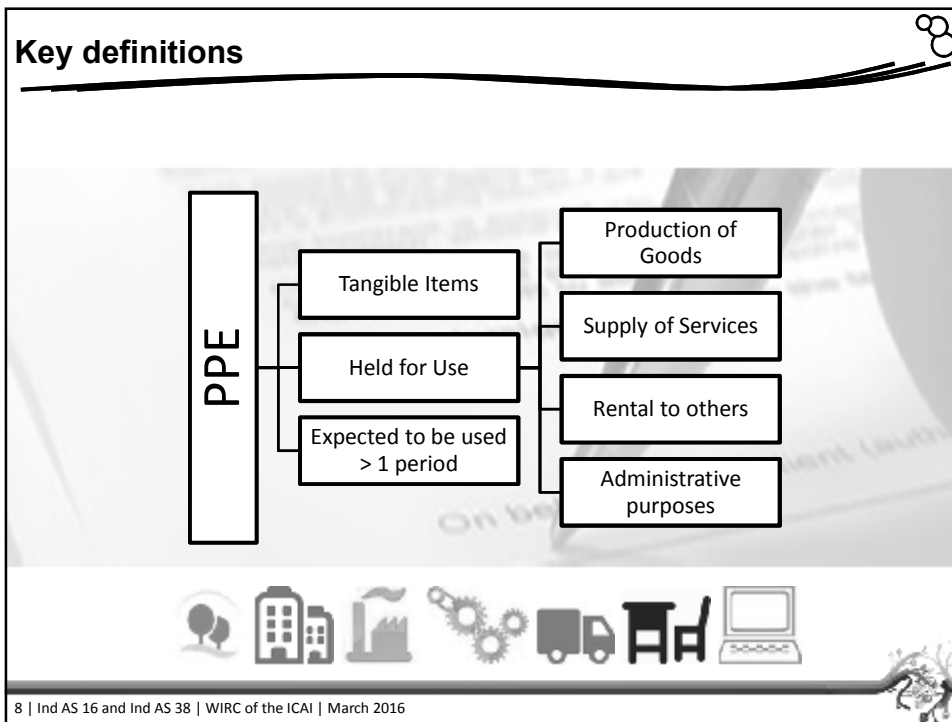 Key definitions
PPE
Tangible Items
Held for Use
Expected to be used
> 1 period
Production of
Goods
Supply of Services
Rental to others
Administrative
purposes
On be
8 | Ind AS 16 and Ind AS 38 | WIRC of the ICAI | March 2016